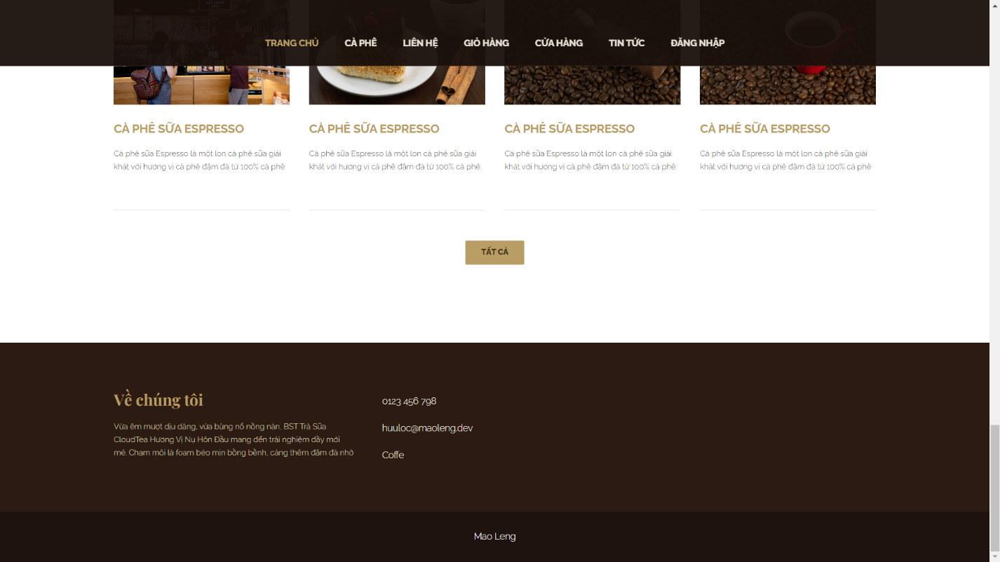 TRANG CHỦ CÀ PHÊ LIÊN HỆ GIỎ HÀNG CỬA HÀNG TIN TỨC ĐĂNG NHẬP
CÀ PHÊ SỮA ESPRESSO
Cà phê sữa Espresso là một lon cà phê sữa giải
khát với hương vị cà phê đậm đà từ 100% cà phê
CÀ PHÊ SỮA ESPRESSO
Cà phê sữa Espresso là một lon cà phê sữa giải
khát với hương vị cà phê đậm đà từ 100% cà phê
CÀ PHÊ SỮA ESPRESSO
Cà phê sữa Espresso là một lon cà phê sữa giải
khát với hương vị cà phê đậm đà từ 100% cà phê
CÀ PHÊ SỮA ESPRESSO
Cà phê sữa Espresso là một lon cà phê sữa giải
khát với hương vị cà phê đậm đà từ 100% cà phê
TẤT CẢ
Về chúng tôi
Vừa êm mượt dịu dàng, vừa bùng nổ nồng nàn, BST Trà Sữa
CloudTea Hương Vị Nụ Hôn Đầu mang đến trải nghiệm đầy mới
mẻ. Chạm môi là foam béo mịn bồng bềnh, càng thêm đậm đà nhờ
0123 456 798
huuloc@maoleng.dev
Coffe
Mao Leng